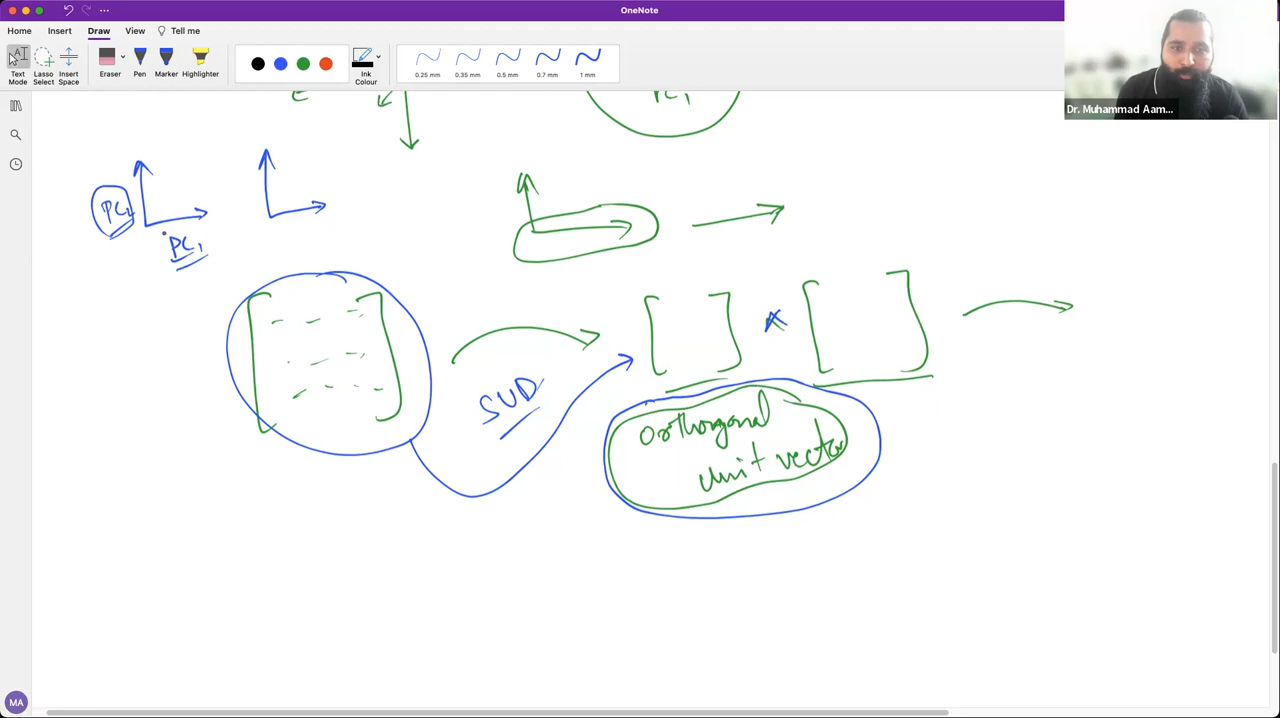 OneNote
Home Insert Draw View Tell me
Text Mode
Lasso Select
Insert Space
Eraser
Pen
Marker
Highlighter
Ink Colour
0.25 mm 0.35 mm 0.5 mm 0.7 mm 1 mm
Dr. Muhammad Aam...
PC1
PC2
PC1
SVD
orthogonal
unit vector
MA